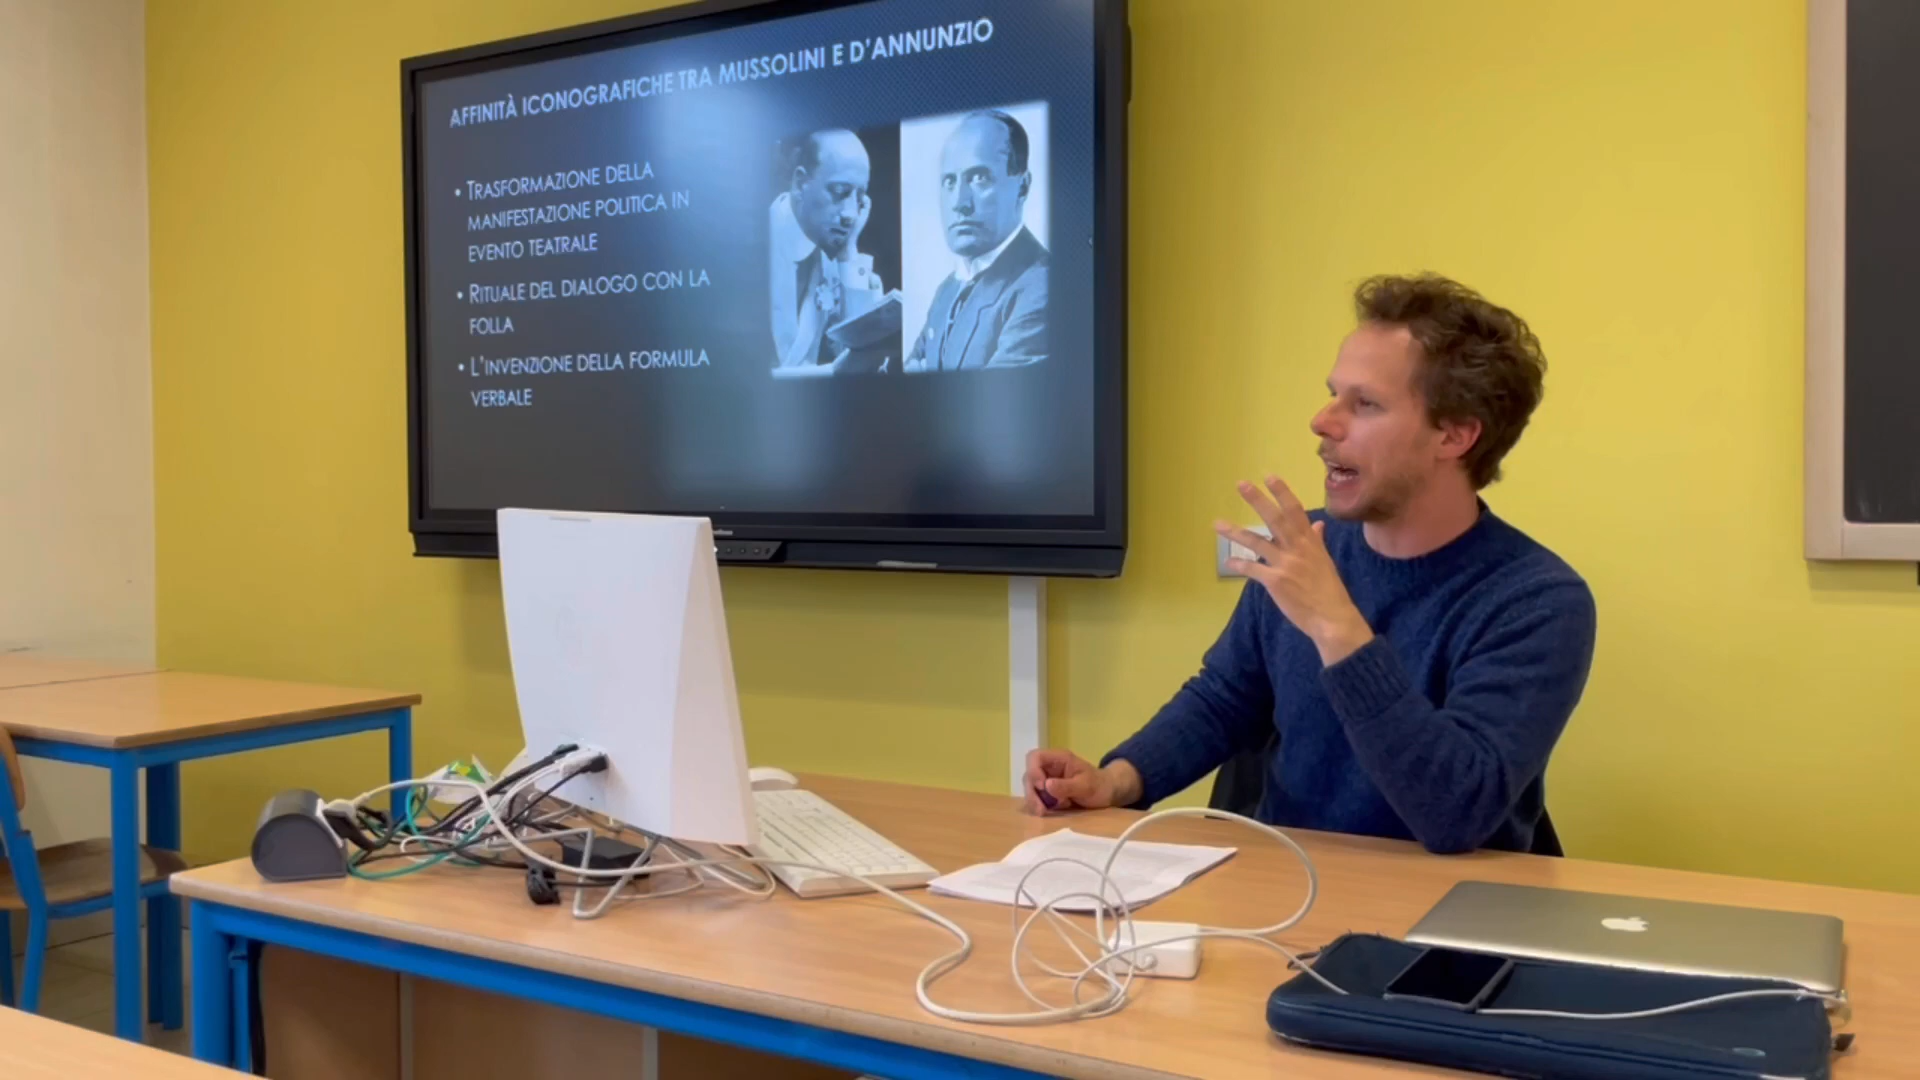 AFFINITÀ ICONOGRAFICHE TRA MUSSOLINI E D'ANNUNZIO
• TRASFORMAZIONE DELLA
MANIFESTAZIONE POLITICA IN
EVENTO TEATRALE
• RITUALE DEL DIALOGO CON LA
FOLLA
• L'INVENZIONE DELLA FORMULA
VERBALE